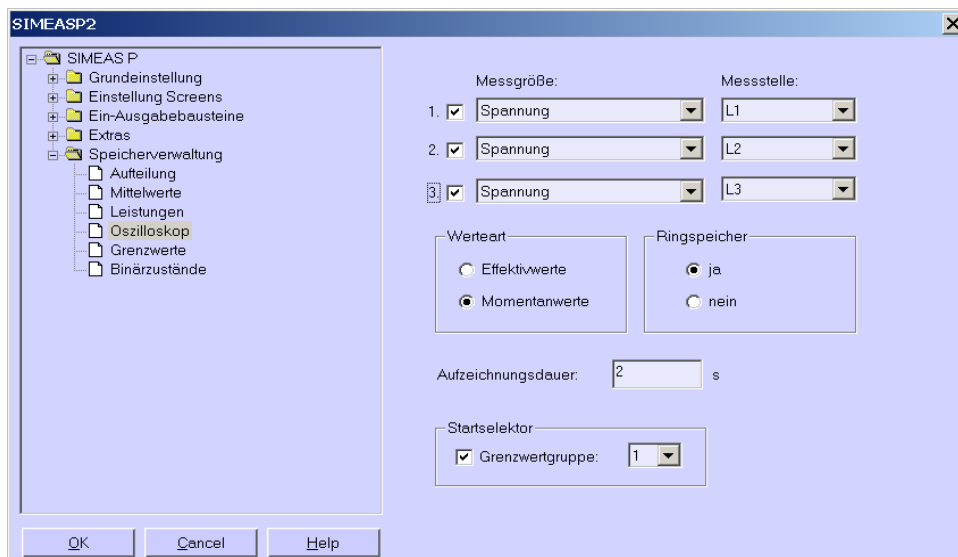 SIMEASP2
SIMEAS P
Grundeinstellung
Einstellung Screens
Ein-Ausgabebausteine
Extras
Speicherverwaltung
Aufteilung
Mittelwerte
Leistungen
Oszilloskop
Grenzwerte
Binärzustände
Messgröße: Messstelle:
1. Spannung L1
2. Spannung L2
3. Spannung L3
Werteart
Effektivwerte
Momentanwerte
Ringspeicher
ja
nein
Aufzeichnungsdauer: 2 s
Startselektor
Grenzwertgruppe: 1
OK Cancel Help